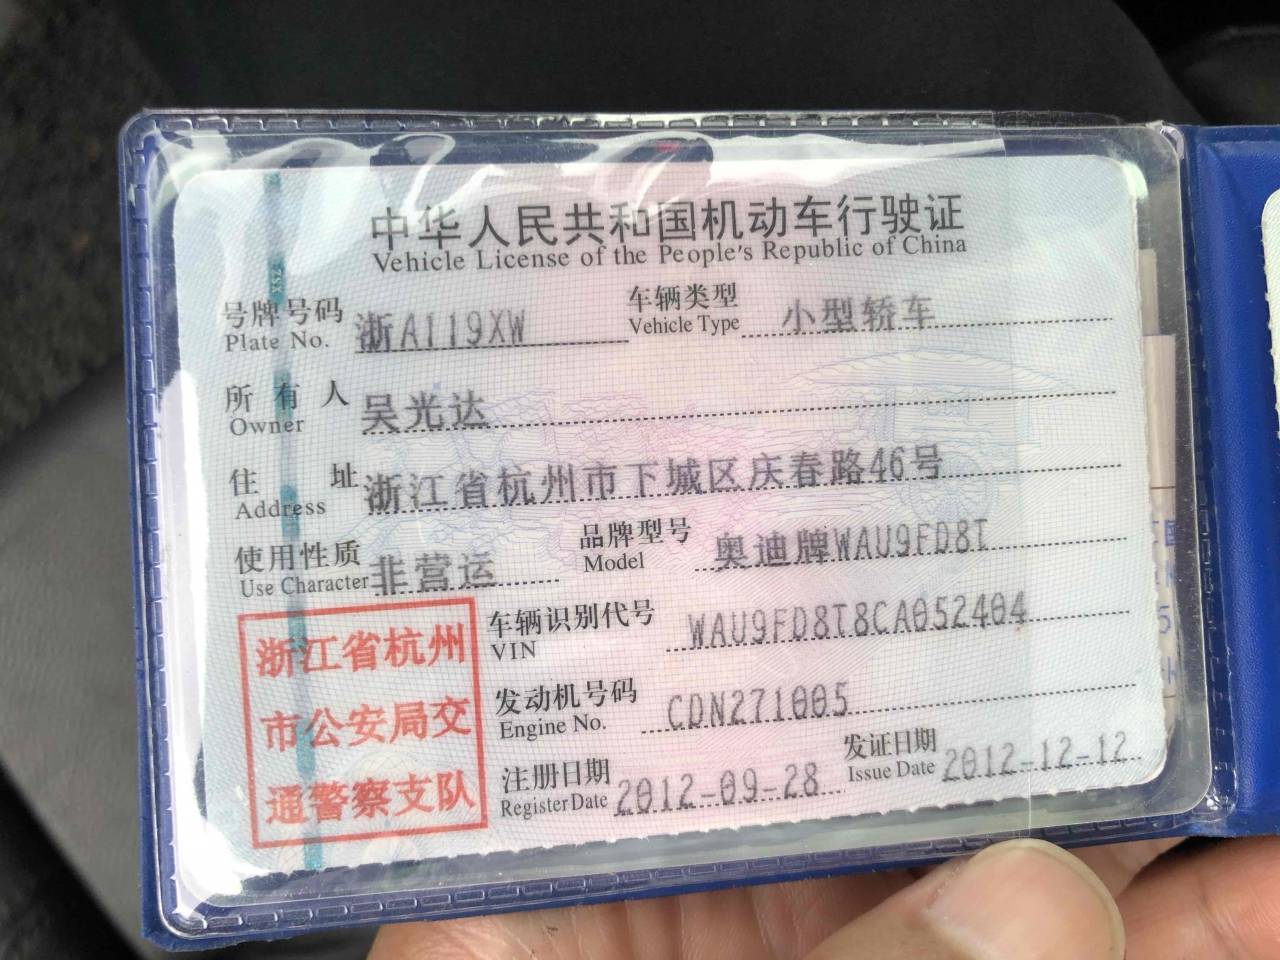 中华人民共和国机动车行驶证
Vehicle License of the People's Republic of China
号牌号码 浙A119XW 车辆类型 小型轿车
Plate No. Vehicle Type
所有人 吴光达
Owner
住址 浙江省杭州市下城区庆春路46号
Address
使用性质 非营运 品牌型号 奥迪牌WAU9FD8T
Use Character Model
浙江省杭州
市公安局交
通警察支队
车辆识别代号 WAU9FD8T8CA052404
VIN
发动机号码 CDN271005
Engine No.
注册日期 2012-09-28 发证日期 2012-12-12
Register Date Issue Date